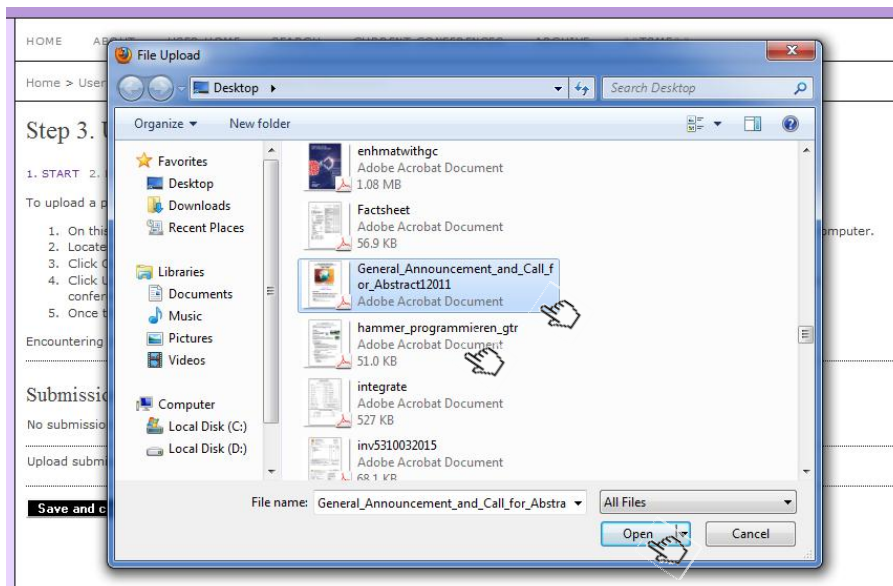 HOME
File Upload
Desktop
Search Desktop
Home > User
Organize
New folder
Step 3.
1. START 2.
To upload a p
1. On this
2. Locate
3. Click
4. Click
confer
5. Once t
Encountering
Submissio
No submissio
Upload submi
Save and c
omputer.
Favorites
Desktop
Downloads
Recent Places
Libraries
Documents
Music
Pictures
Videos
Computer
Local Disk (C:)
Local Disk (D:)
enhmatwithgc
Adobe Acrobat Document
1.08 MB
Factsheet
Adobe Acrobat Document
56.9 KB
General_Announcement_and_Call_f
or_Abstract12011
Adobe Acrobat Document
hammer_programmieren_gtr
Adobe Acrobat Document
51.0 KB
integrate
Adobe Acrobat Document
527 KB
inv5310032015
Adobe Acrobat Document
68.1 KB
File name: General_Announcement_and_Call_for_Abstra
All Files
Open
Cancel